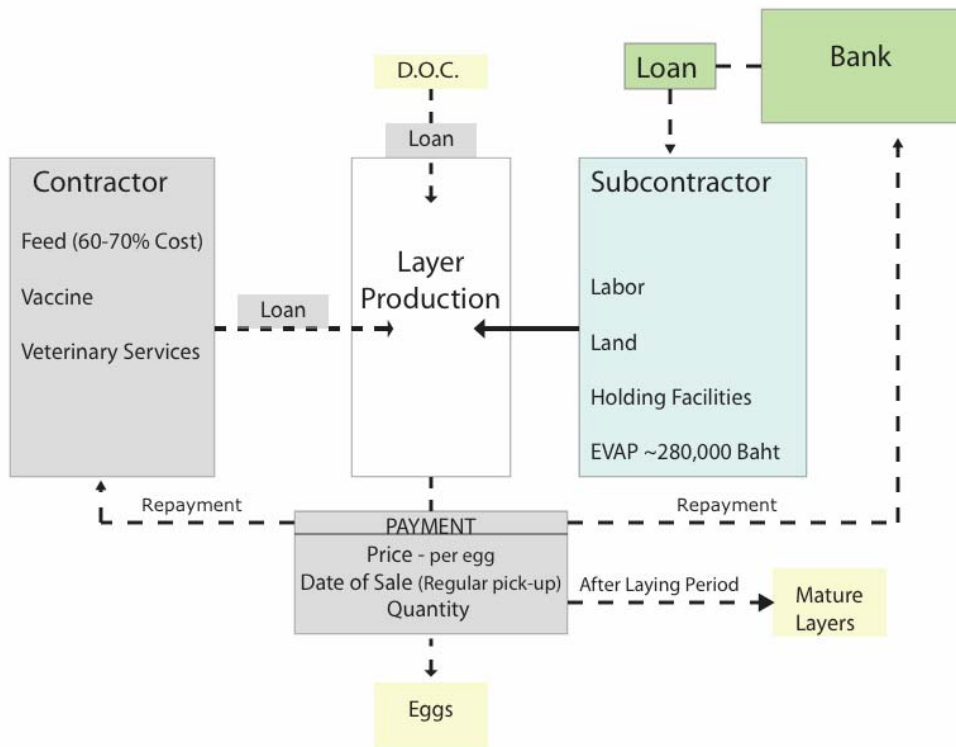 D.O.C.
Loan
Loan
Bank
Contractor
Feed (60-70% Cost)
Vaccine
Veterinary Services
Loan
Layer
Production
Subcontractor
Labor
Land
Holding Facilities
EVAP ~280,000 Baht
Repayment
Repayment
PAYMENT
Price - per egg
Date of Sale (Regular pick-up)
Quantity
After Laying Period
Mature
Layers
Eggs